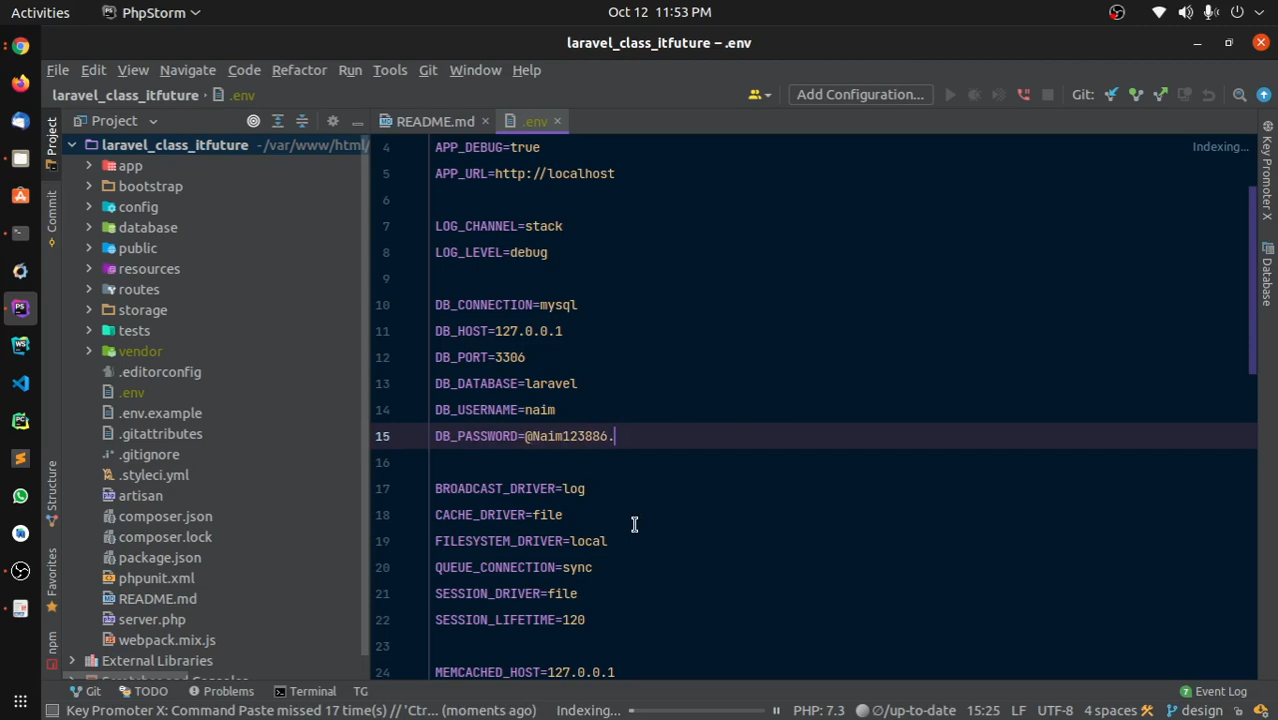 Activities PhpStorm Oct 12 11:53 PM
laravel_class_itfuture – .env
File Edit View Navigate Code Refactor Run Tools Git Window Help
laravel_class_itfuture .env Add Configuration... Git:
Project README.md .env
laravel_class_itfuture ~/var/www/html/
app
bootstrap
config
database
public
resources
routes
storage
tests
vendor
.editorconfig
.env
.env.example
.gitattributes
.gitignore
.styleci.yml
artisan
composer.json
composer.lock
package.json
phpunit.xml
README.md
server.php
webpack.mix.js
External Libraries
Project
Commit
Structure
Favorites
npm
4 APP_DEBUG=true
5 APP_URL=http://localhost
6
7 LOG_CHANNEL=stack
8 LOG_LEVEL=debug
9
10 DB_CONNECTION=mysql
11 DB_HOST=127.0.0.1
12 DB_PORT=3306
13 DB_DATABASE=laravel
14 DB_USERNAME=naim
15 DB_PASSWORD=@Naim123886.
16
17 BROADCAST_DRIVER=log
18 CACHE_DRIVER=file
19 FILESYSTEM_DRIVER=local
20 QUEUE_CONNECTION=sync
21 SESSION_DRIVER=file
22 SESSION_LIFETIME=120
23
24 MEMCACHED_HOST=127.0.0.1
Indexing...
Key Promoter X
Database
Git TODO Problems Terminal TG 7 Event Log
Key Promoter X: Command Paste missed 17 time(s) // 'Ctr... (moments ago) Indexing... PHP: 7.3 ∅/up-to-date 15:25 LF UTF-8 4 spaces design